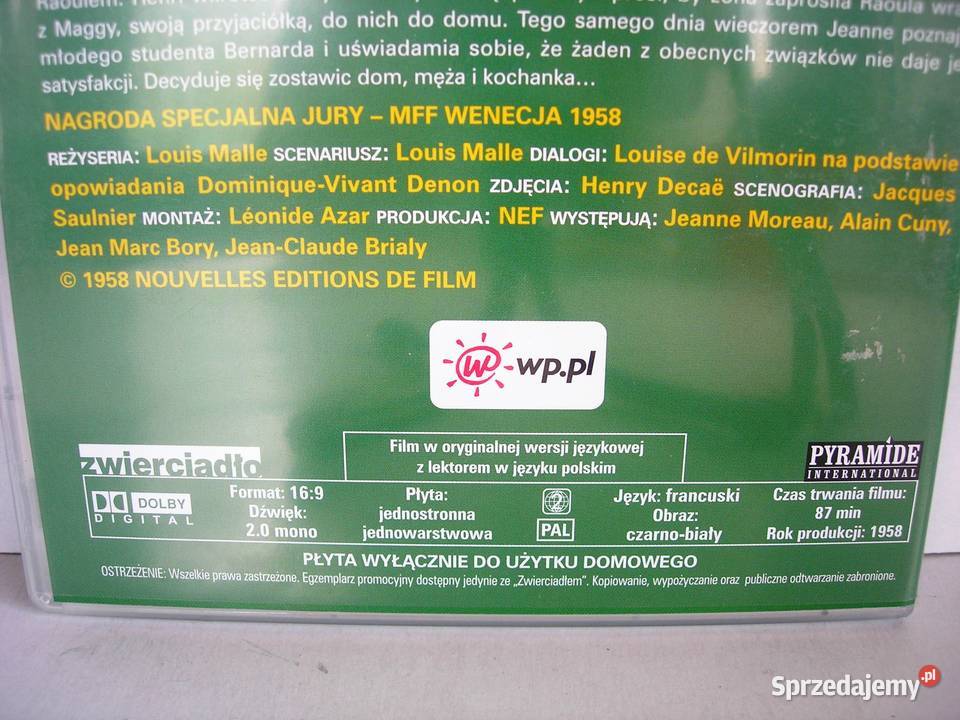 z Maggy, swoją przyjaciółką, do nich do domu. Tego samego dnia wieczorem Jeanne poznaj
młodego studenta Bernarda i uświadamia sobie, że żaden z obecnych związków nie daje je
satysfakcji. Decyduje się zostawic dom, męża i kochanka...
NAGRODA SPECJALNA JURY – MFF WENECJA 1958
REŻYSERIA: Louis Malle SCENARIUSZ: Louis Malle DIALOGI: Louise de Vilmorin na podstawie
opowiadania Dominique-Vivant Denon ZDJĘCIA: Henry Decaë SCENOGRAFIA: Jacques
Saulnier MONTAŻ: Léonide Azar PRODUKCJA: NEF WYSTĘPUJĄ: Jeanne Moreau, Alain Cuny,
Jean Marc Bory, Jean-Claude Brialy
© 1958 NOUVELLES EDITIONS DE FILM
w wp.pl
zwierciadło
Film w oryginalnej wersji językowej
z lektorem w języku polskim
PYRAMIDE
INTERNATIONAL
DOLBY
DIGITAL
Format: 16:9
Dźwięk:
2.0 mono
Płyta:
jednostronna
jednowarstwowa
2
PAL
Język: francuski
Obraz:
czarno-biały
Czas trwania filmu:
87 min
Rok produkcji: 1958
PŁYTA WYŁĄCZNIE DO UŻYTKU DOMOWEGO
OSTRZEŻENIE: Wszelkie prawa zastrzeżone. Egzemplarz promocyjny dostępny jedynie ze „Zwierciadłem". Kopiowanie, wypożyczanie oraz publiczne odtwarzanie zabronione.
Sprzedajemy.pl